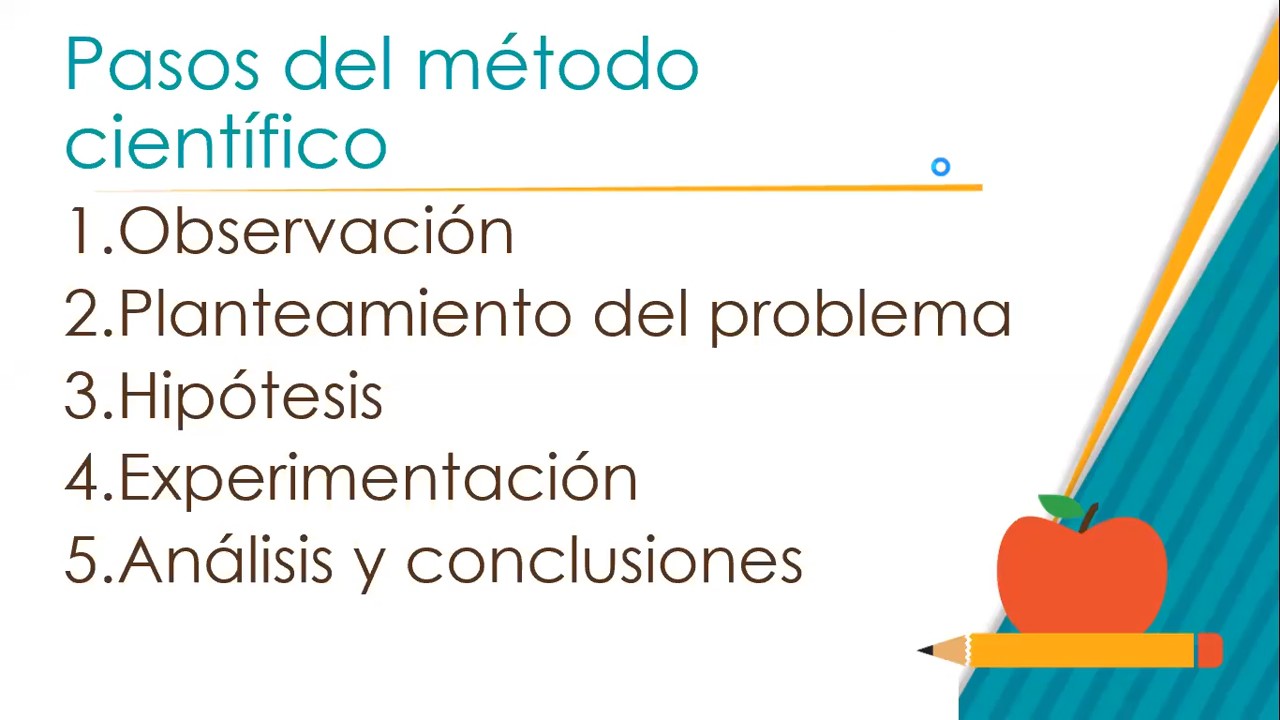 Pasos del método
científico
1.Observación
2.Planteamiento del problema
3.Hipótesis
4.Experimentación
5.Análisis y conclusiones